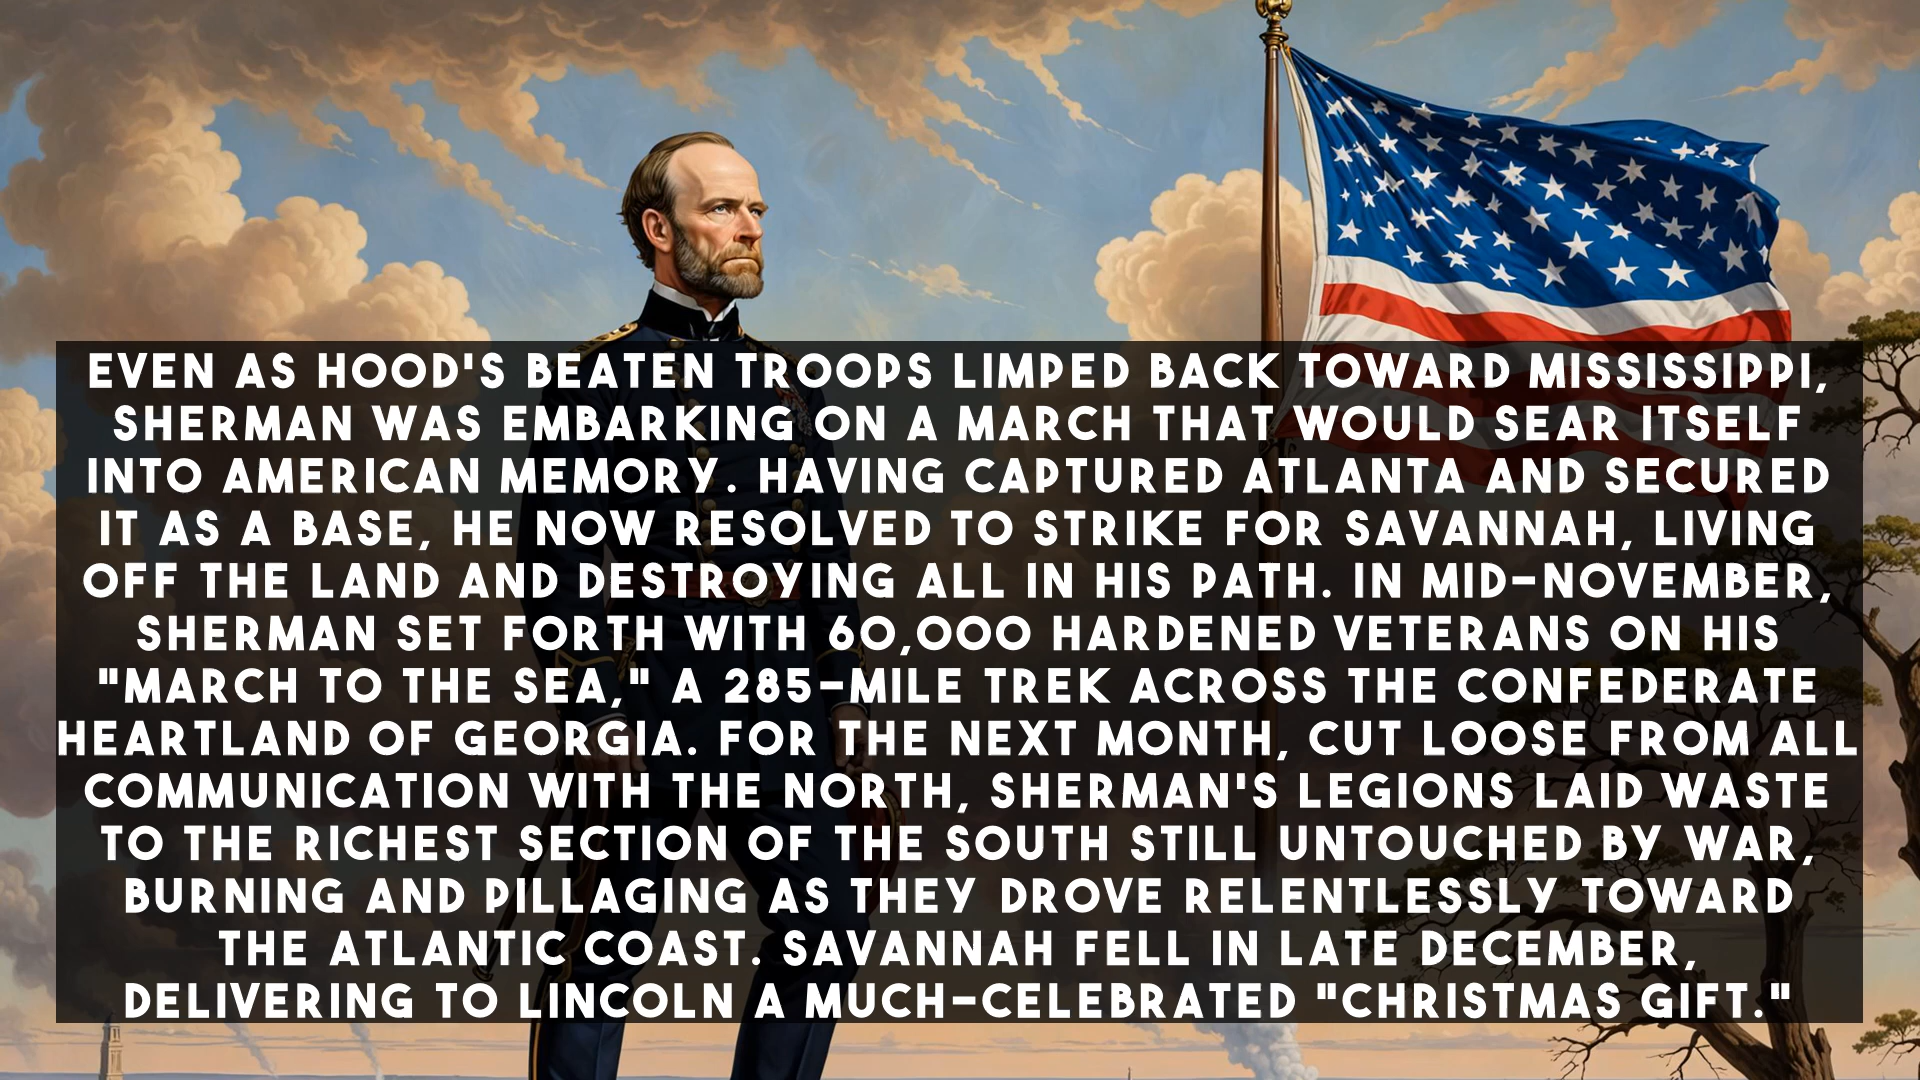 EVEN AS HOOD'S BEATEN TROOPS LIMPED BACK TOWARD MISSISSIPPI,
SHERMAN WAS EMBARKING ON A MARCH THAT WOULD SEAR ITSELF
INTO AMERICAN MEMORY. HAVING CAPTURED ATLANTA AND SECURED
IT AS A BASE, HE NOW RESOLVED TO STRIKE FOR SAVANNAH, LIVING
OFF THE LAND AND DESTROYING ALL IN HIS PATH. IN MID-NOVEMBER,
SHERMAN SET FORTH WITH 60,000 HARDENED VETERANS ON HIS
"MARCH TO THE SEA," A 285-MILE TREK ACROSS THE CONFEDERATE
HEARTLAND OF GEORGIA. FOR THE NEXT MONTH, CUT LOOSE FROM ALL
COMMUNICATION WITH THE NORTH, SHERMAN'S LEGIONS LAID WASTE
TO THE RICHEST SECTION OF THE SOUTH STILL UNTOUCHED BY WAR,
BURNING AND PILLAGING AS THEY DROVE RELENTLESSLY TOWARD
THE ATLANTIC COAST. SAVANNAH FELL IN LATE DECEMBER,
DELIVERING TO LINCOLN A MUCH-CELEBRATED "CHRISTMAS GIFT."